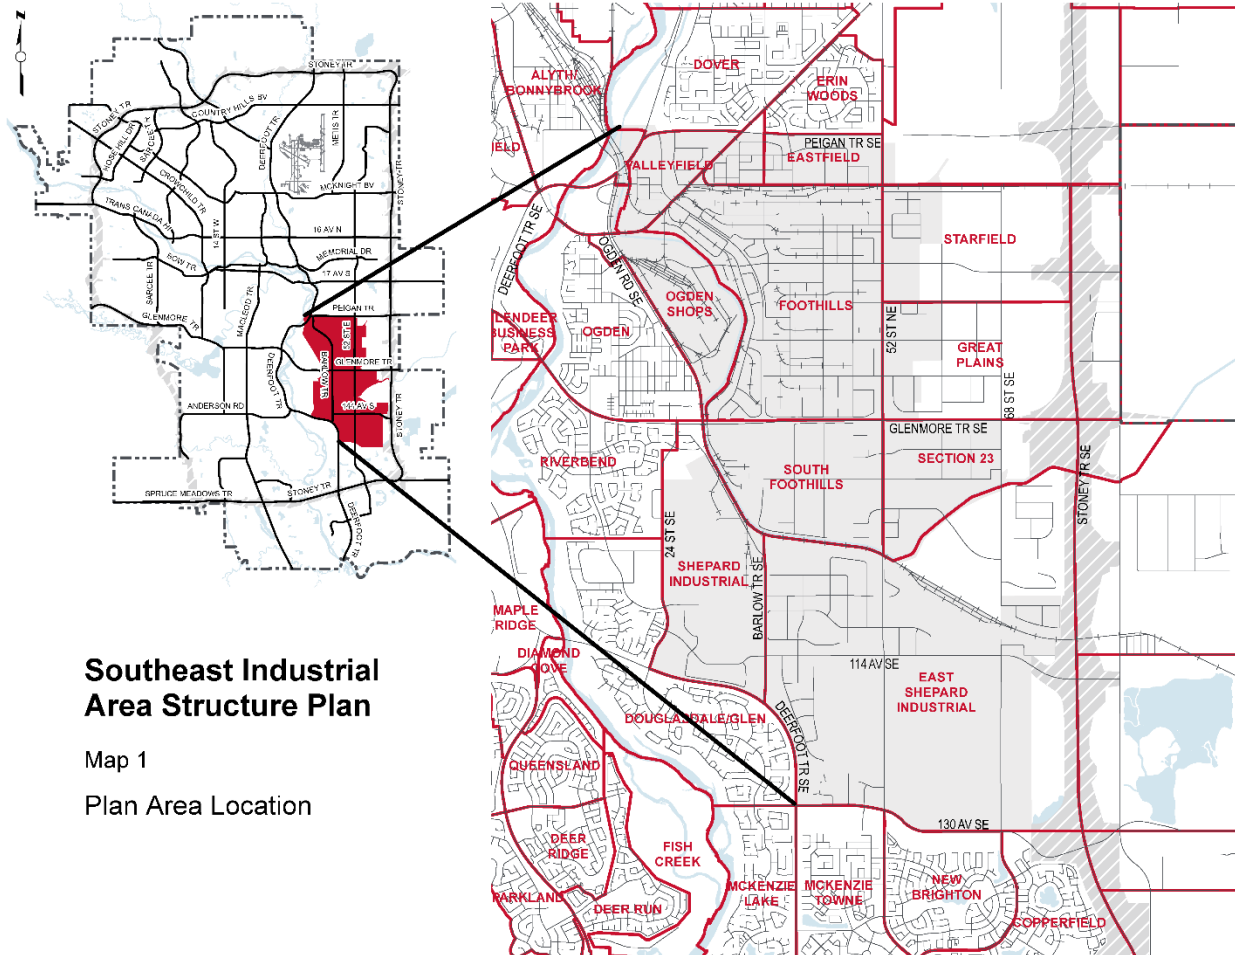 N
STONEY TR
COUNTRY HILLS BV
STONEY TR
SARCEE TR
DEERFOOT TR
METIS TR
CROWCHILD TR
MCKNIGHT BV
STONEY TR
TRANS CANADA HI
14 ST W
16 AV N
BOW TR
MEMORIAL DR
17 AV S
SARCEE TR
MACLEOD TR
PEIGAN TR
GLENMORE TR
52 ST E
BARLOW TR
GLENMORE TR
DEERFOOT TR
ANDERSON RD
STONEY TR
SPRUCE MEADOWS TR
STONEY TR
DEERFOOT TR
Southeast Industrial
Area Structure Plan
Map 1
Plan Area Location
ALYTH/
BONNYBROOK
DOVER
ERIN
WOODS
PEIGAN TR SE
IELD
VALLEYFIELD
EASTFIELD
DEERFOOT TR SE
OGDEN RD SE
STARFIELD
OGDEN
SHOPS
FOOTHILLS
LENDEER
BUSINESS
PARK
OGDEN
52 ST NE
GREAT
PLAINS
68 ST SE
GLENMORE TR SE
RIVERBEND
SOUTH
FOOTHILLS
SECTION 23
STONEY TR SE
24 ST SE
SHEPARD
INDUSTRIAL
BARLOW TR SE
MAPLE
RIDGE
DIAMOND
COVE
114 AV SE
EAST
SHEPARD
INDUSTRIAL
DOUGLASDALE/GLEN
DEERFOOT TR SE
QUEENSLAND
130 AV SE
DEER
RIDGE
FISH
CREEK
PARKLAND
DEER RUN
MCKENZIE
LAKE
MCKENZIE
TOWNE
NEW
BRIGHTON
COPPERFIELD